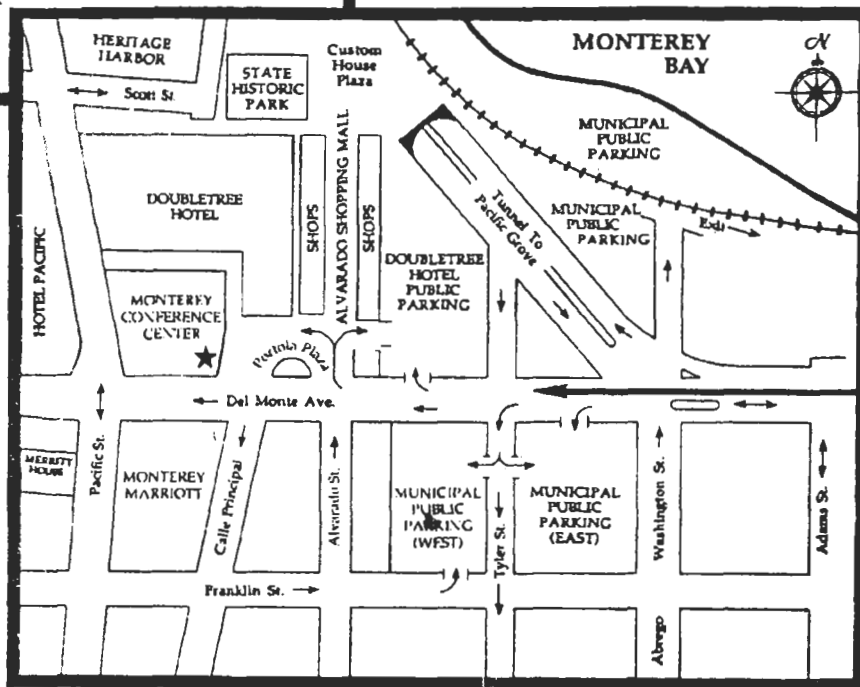 HERITAGE
HARBOR
Scott St.
STATE
HISTORIC
PARK
Custom
House
Plaza
MONTEREY
BAY
N
MUNICIPAL
PUBLIC
PARKING
MUNICIPAL
PUBLIC
PARKING
Exit
Tunnel To
Pacific Grove
DOUBLETREE
HOTEL
SHOPS
ALVARADO SHOPPING MALL
SHOPS
DOUBLETREE
HOTEL
PUBLIC
PARKING
HOTEL PACIFIC
MONTEREY
CONFERENCE
CENTER
Portola Plaza
Del Monte Ave.
Pacific St.
MERRITT
HOUSE
MONTEREY
MARRIOTT
Calle Principal
Alvarado St.
MUNICIPAL
PUBLIC
PARKING
(WEST)
Tyler St.
MUNICIPAL
PUBLIC
PARKING
(EAST)
Washington St.
Adams St.
Franklin St.
Abrego